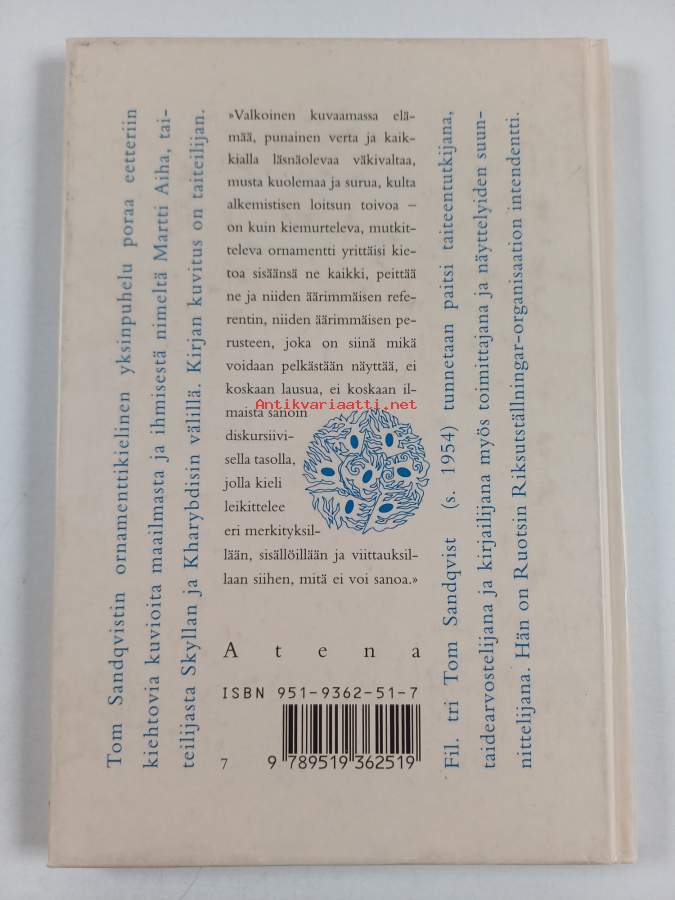 Tom Sandqvistin ornamenttikielinen yksinpuhelu poraa eetteriin
kiehtovia kuvioita maailmasta ja ihmisestä nimeltä Martti Aiha, tai-
teilijasta Skyllan ja Kharybdisin välillä. Kirjan kuvitus on taiteilijan.
»Valkoinen kuvaamassa elä-
mää, punainen verta ja kaik-
kialla läsnäolevaa väkivaltaa,
musta kuolemaa ja surua, kulta
alkemistisen loitsun toivoa –
on kuin kiemurteleva, mutkit-
televa ornamentti yrittäisi kie-
toa sisäänsä ne kaikki, peittää
ne ja niiden äärimmäisen refe-
rentin, niiden äärimmäisen pe-
rusteen, joka on siinä mikä
voidaan pelkästään näyttää, ei
koskaan lausua, ei koskaan il-
maista sanoin
diskursiivi-
sella tasolla,
jolla kieli
leikittelee
eri merkityksil-
lään, sisällöillään ja viittauksil-
laan siihen, mitä ei voi sanoa.»
Antikvariaatti.net
Atena
ISBN 951-9362-51-7
7
9 789519 362519
Fil. tri Tom Sandqvist (s. 1954) tunnetaan paitsi taiteentutkijana,
taidearvostelijana ja kirjailijana myös toimittajana ja näyttelyiden suun-
nittelijana. Hän on Ruotsin Riksutställningar-organisaation intendentti.